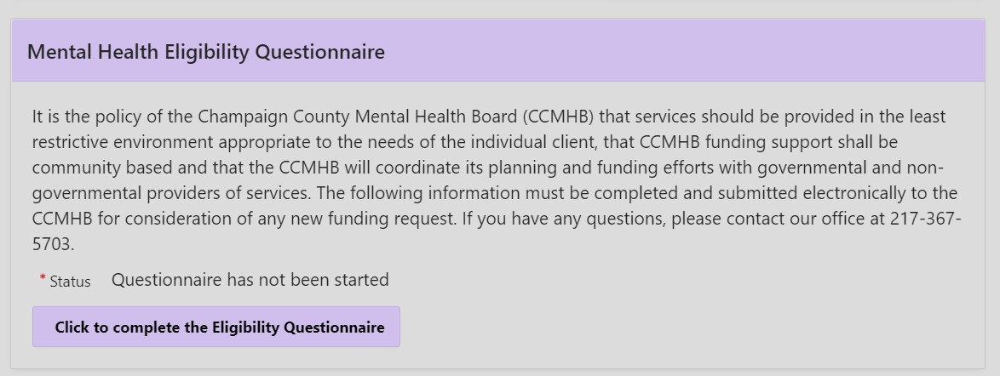 Mental Health Eligibility Questionnaire
It is the policy of the Champaign County Mental Health Board (CCMHB) that services should be provided in the least
restrictive environment appropriate to the needs of the individual client, that CCMHB funding support shall be
community based and that the CCMHB will coordinate its planning and funding efforts with governmental and non-
governmental providers of services. The following information must be completed and submitted electronically to the
CCMHB for consideration of any new funding request. If you have any questions, please contact our office at 217-367-
5703.
* Status Questionnaire has not been started
Click to complete the Eligibility Questionnaire